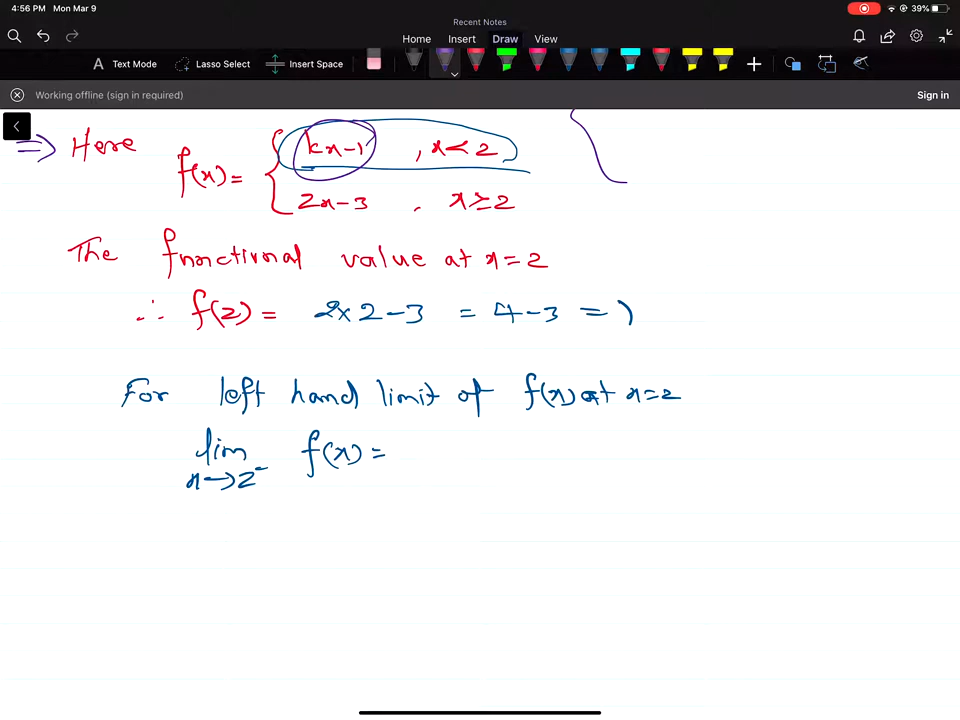 4:56 PM Mon Mar 9
39%
Recent Notes
Home Insert Draw View
A Text Mode Lasso Select Insert Space
Working offline (sign in required) Sign in
⇒ Here f(x)= { kx-1 , x<2
2x-3 , x≥2
The functional value at x=2
∴ f(2) = 2×2-3 = 4-3 = 1
For left hand limit of f(x) at x=2
lim x→2⁻ f(x) =